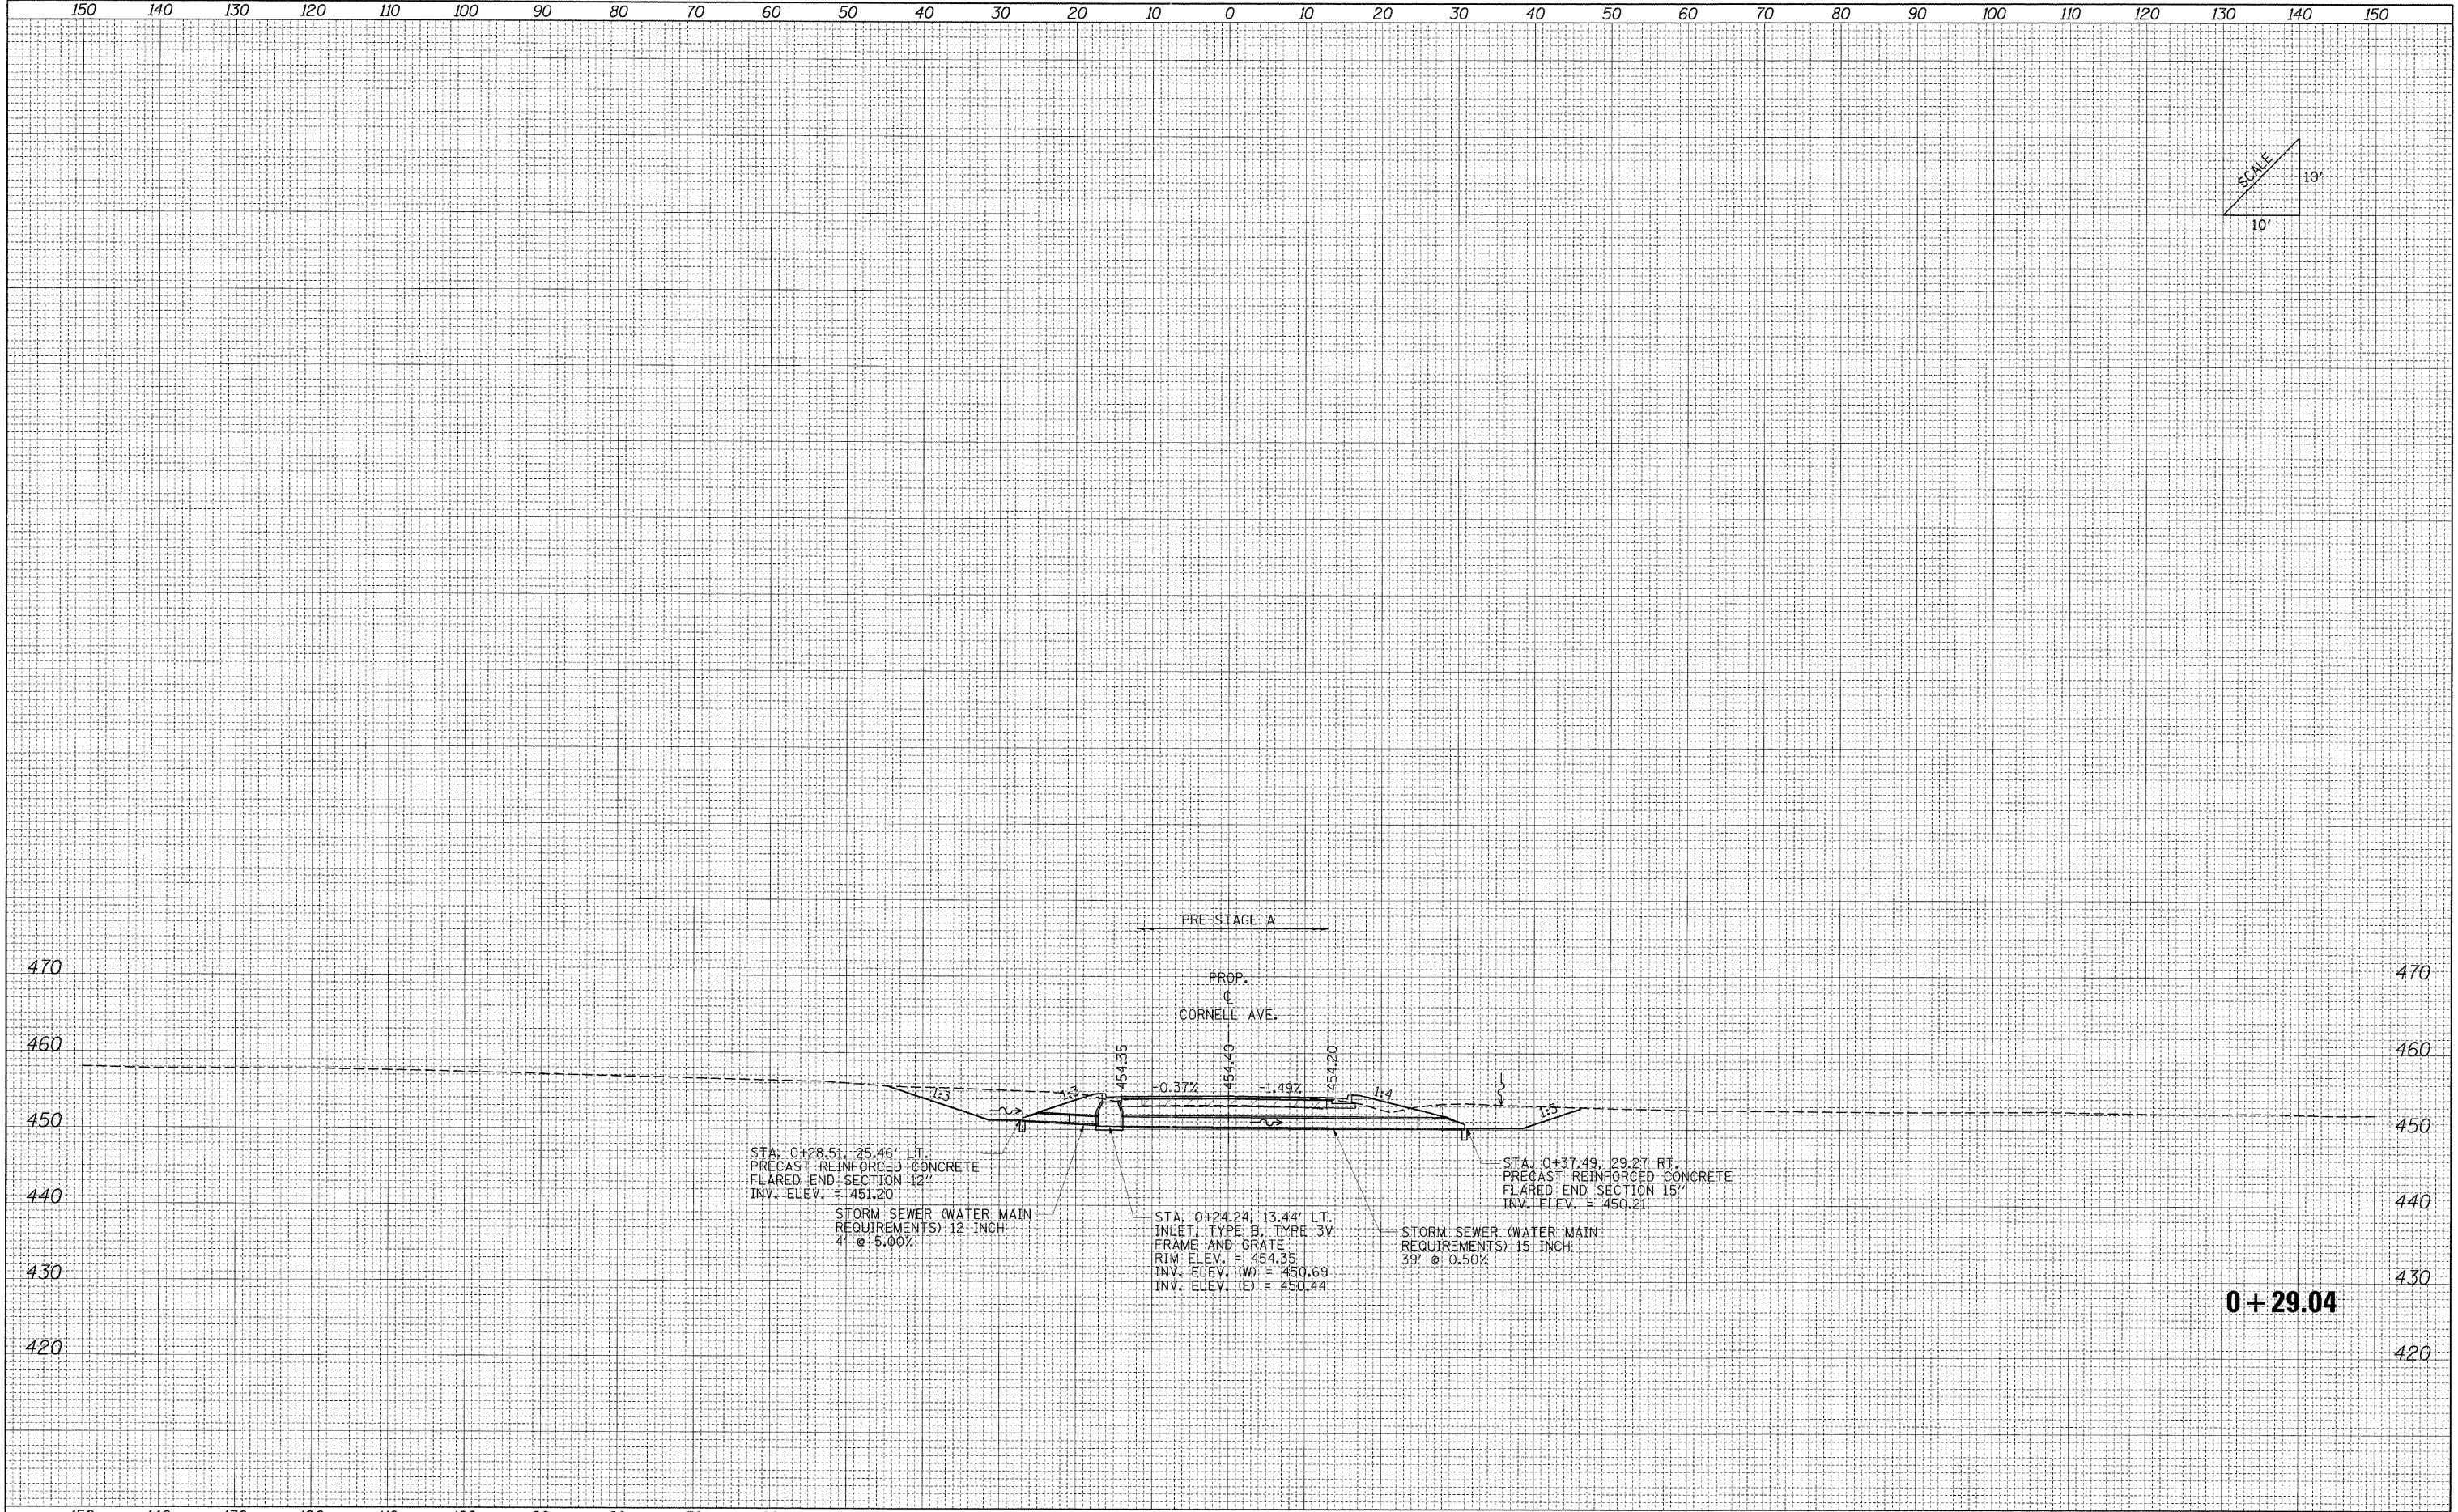 150 140 130 120 110 100 90 80 70 60 50 40 30 20 10 0 10 20 30 40 50 60 70 80 90 100 110 120 130 140 150
SCALE
10'
10'
PRE-STAGE A
470 470
PROP.
℄
CORNELL AVE.
460 460
454.35 454.40 454.20
1:3 1:3 -0.37% -1.49% 1:4 1:3
450 450
STA. 0+28.51, 25.46' LT.
PRECAST REINFORCED CONCRETE
FLARED END SECTION 12"
INV. ELEV. = 451.20
STA. 0+37.49, 29.27 RT.
PRECAST REINFORCED CONCRETE
FLARED END SECTION 15"
INV. ELEV. = 450.21
440 440
STORM SEWER (WATER MAIN
REQUIREMENTS) 12 INCH
4' @ 5.00%
STA. 0+24.24, 13.44' LT.
INLET, TYPE B, TYPE 3V
FRAME AND GRATE
RIM ELEV. = 454.35
INV. ELEV. (W) = 450.69
INV. ELEV. (E) = 450.44
STORM SEWER (WATER MAIN
REQUIREMENTS) 15 INCH
39' @ 0.50%
430 430
0+29.04
420 420